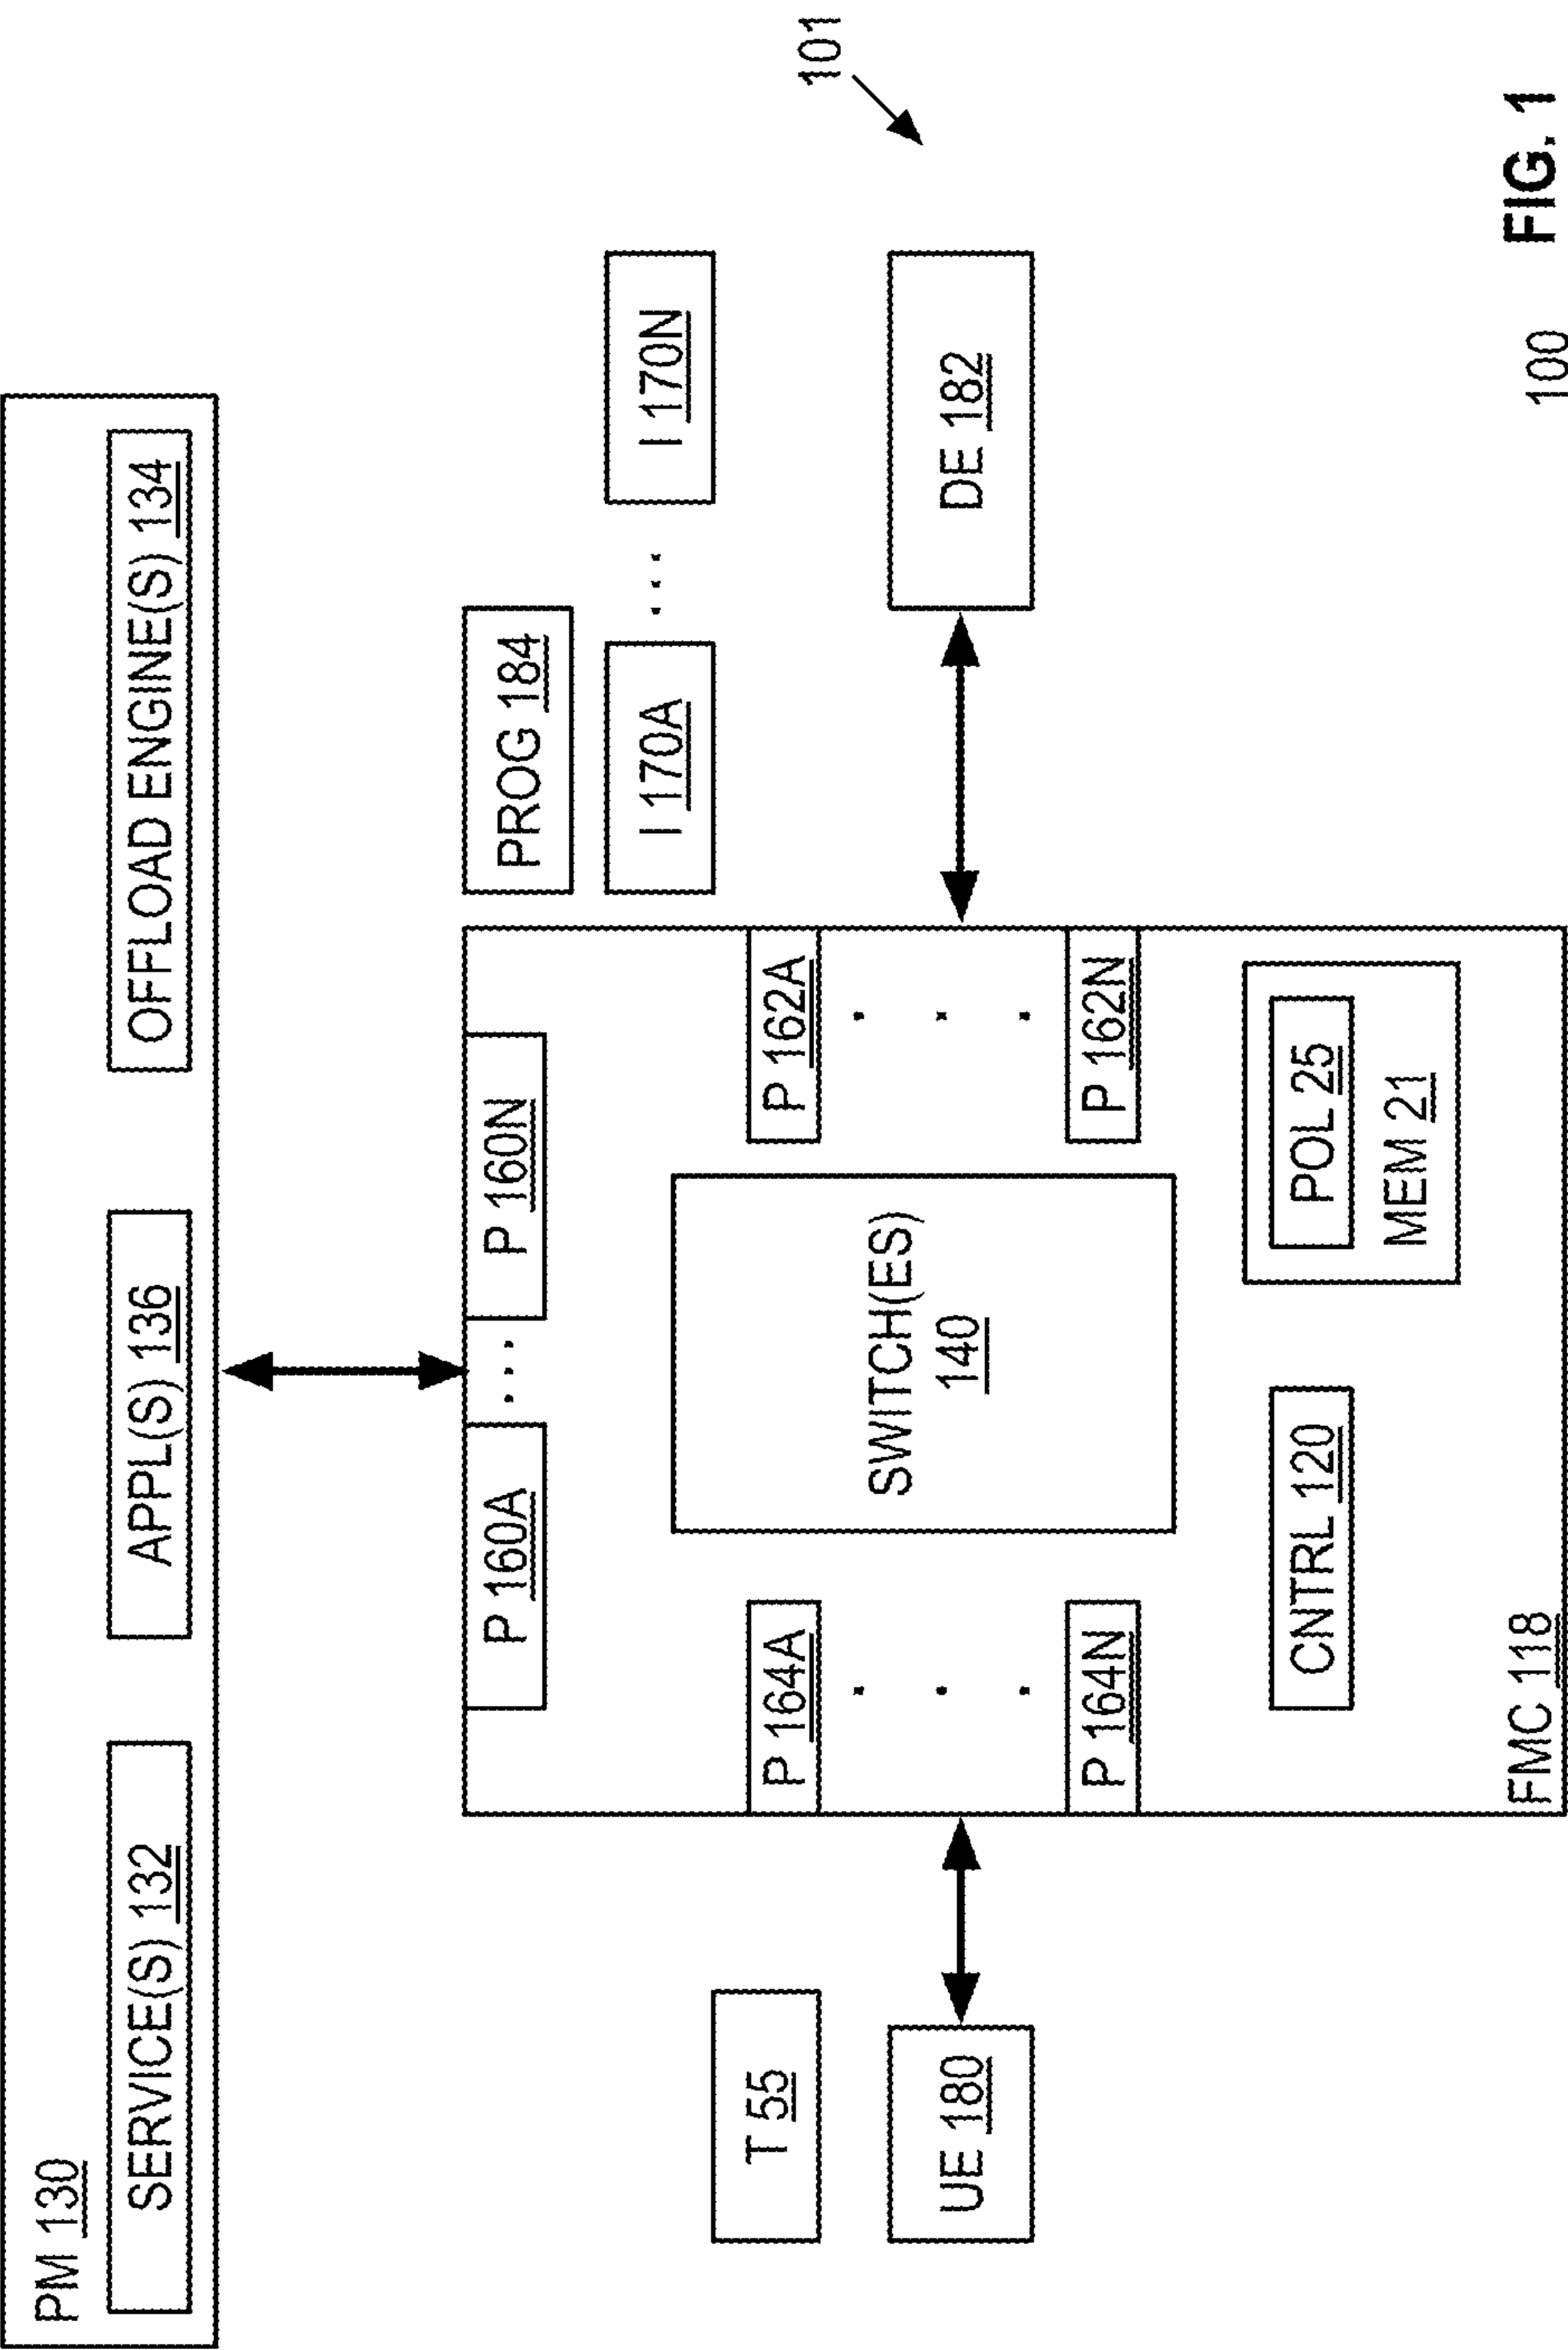 PM 130
SERVICE(S) 132
APPL(S) 136
OFFLOAD ENGINE(S) 134
P 160A
. . .
P 160N
PROG 184
I 170A
. . .
I 170N
T 55
P 164A
.
.
.
P 164N
SWITCH(ES)
140
P 162A
.
.
.
P 162N
UE 180
DE 182
101
CNTRL 120
POL 25
MEM 21
FMC 118
100
FIG. 1